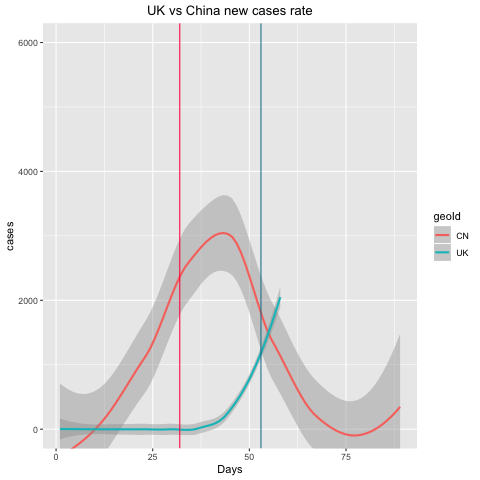 UK vs China new cases rate
6000
4000
2000
0
cases
0 25 50 75
Days
geoId
CN
UK